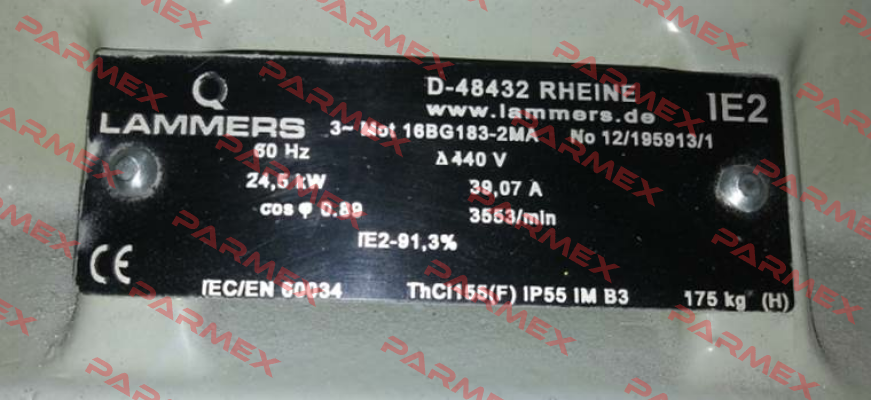 D-48432 RHEINE
www.lammers.de
IE2
LAMMERS
3~ Mot 16BG183-2MA No 12/195913/1
60 Hz Δ 440 V
24,5 kW 39,07 A
cos φ 0.89 3553/min
IE2-91,3%
CE
IEC/EN 60034 ThCl155(F) IP55 IM B3 175 kg (H)
PARMEX